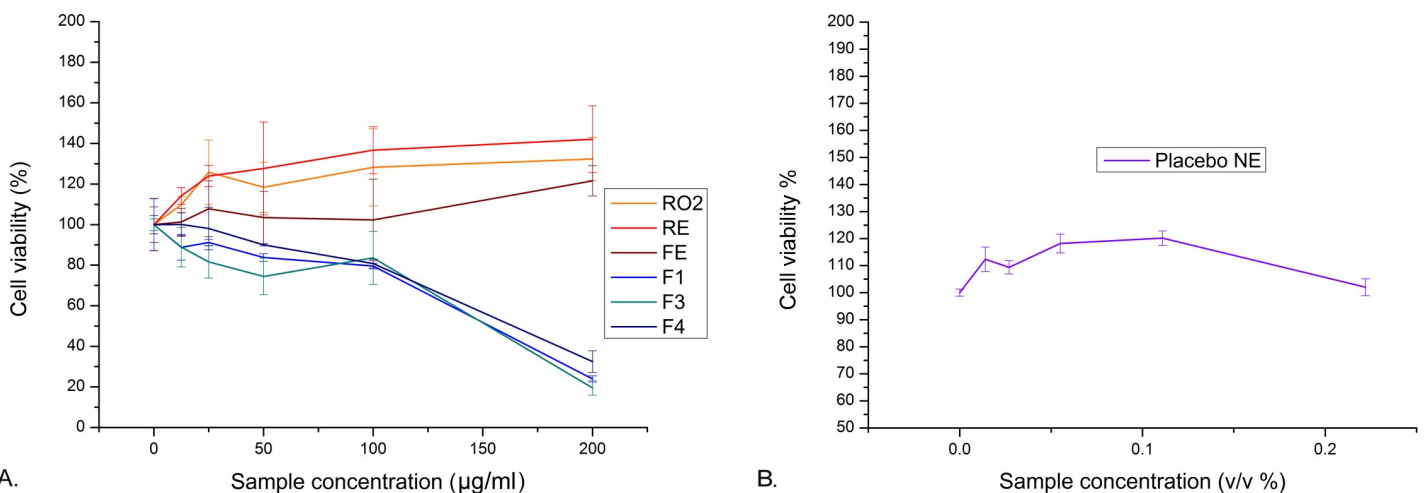 200
180
160
140
120
100
80
60
40
20
0
Cell viability (%)
0
50
100
150
200
Sample concentration (µg/ml)
RO2
RE
FE
F1
F3
F4
A.
200
190
180
170
160
150
140
130
120
110
100
90
80
70
60
50
Cell viability %
Placebo NE
0.0
0.1
0.2
Sample concentration (v/v %)
B.